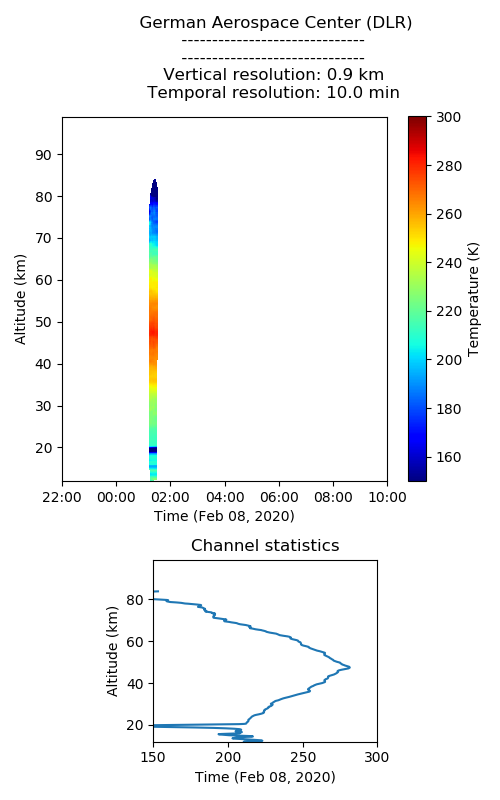 German Aerospace Center (DLR)
------------------------------
------------------------------
Vertical resolution: 0.9 km
Temporal resolution: 10.0 min
90
80
70
60
50
40
30
20
Altitude (km)
22:00 00:00 02:00 04:00 06:00 08:00 10:00
Time (Feb 08, 2020)
300
280
260
240
220
200
180
160
Temperature (K)
Channel statistics
80
60
40
20
Altitude (km)
150 200 250 300
Time (Feb 08, 2020)